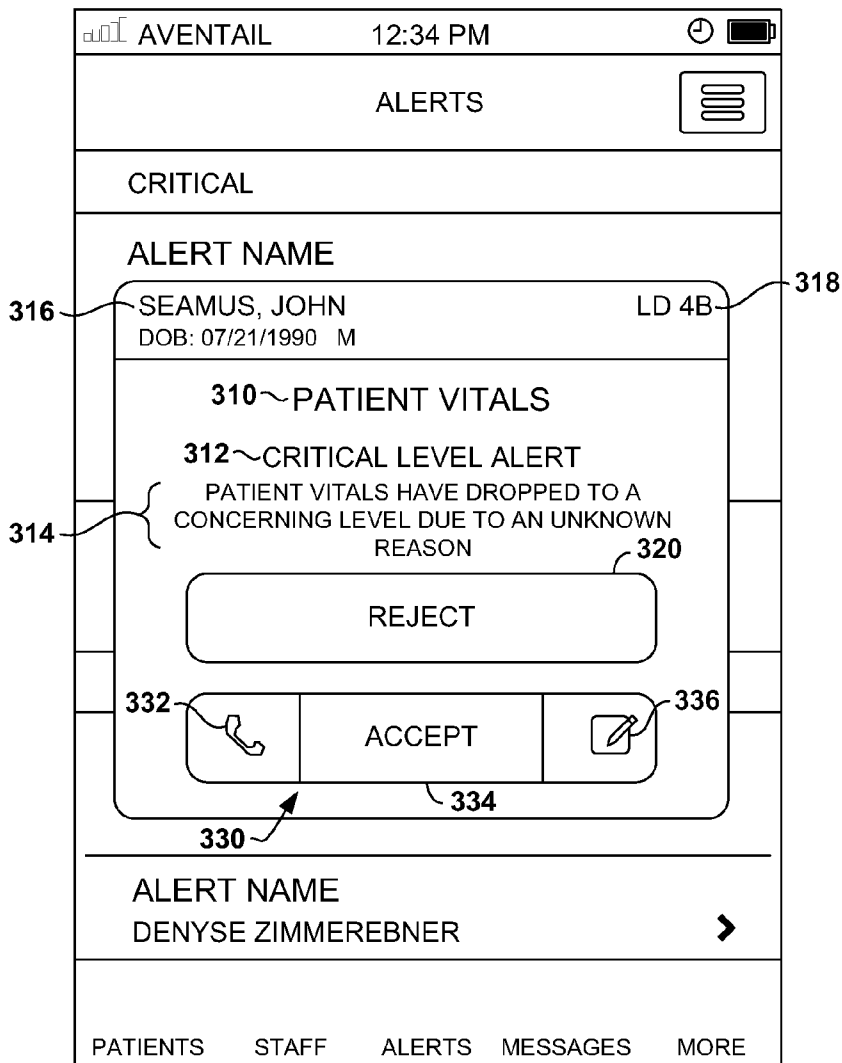 AVENTAIL 12:34 PM
ALERTS
CRITICAL
ALERT NAME
316 SEAMUS, JOHN LD 4B 318
DOB: 07/21/1990 M
310 PATIENT VITALS
312 CRITICAL LEVEL ALERT
314 PATIENT VITALS HAVE DROPPED TO A
CONCERNING LEVEL DUE TO AN UNKNOWN
REASON
320
REJECT
332 ACCEPT 336
334
330
ALERT NAME
DENYSE ZIMMEREBNER
PATIENTS STAFF ALERTS MESSAGES MORE